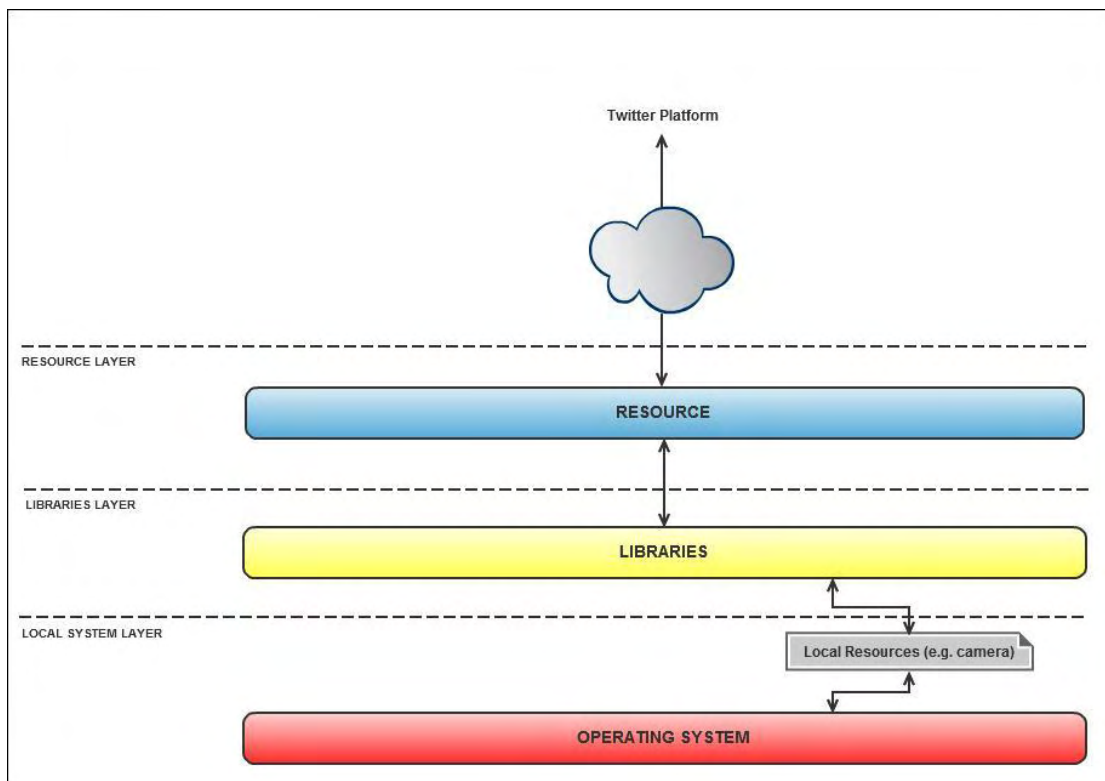 Twitter Platform
RESOURCE LAYER
RESOURCE
LIBRARIES LAYER
LIBRARIES
LOCAL SYSTEM LAYER
Local Resources (e.g. camera)
OPERATING SYSTEM